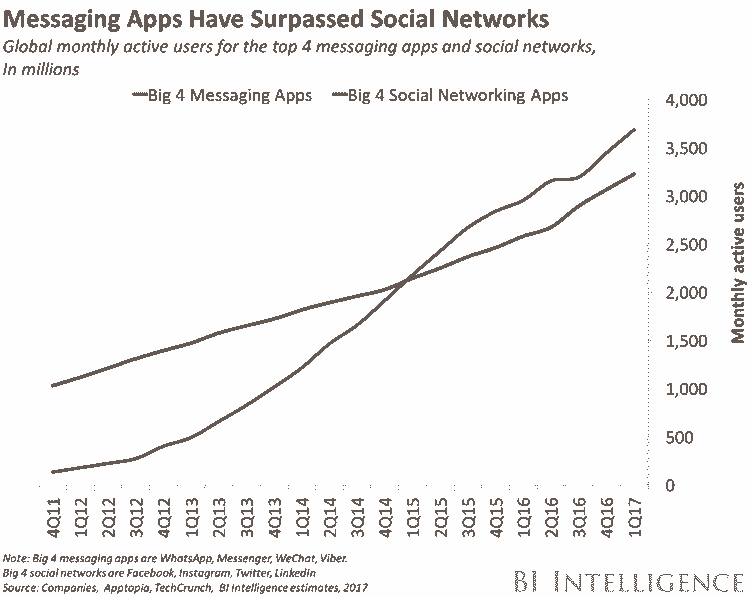 Messaging Apps Have Surpassed Social Networks
Global monthly active users for the top 4 messaging apps and social networks,
In millions
Big 4 Messaging Apps
Big 4 Social Networking Apps
4,000
3,500
3,000
2,500
2,000
1,500
1,000
500
0
Monthly active users
4Q11
1Q12
2Q12
3Q12
4Q12
1Q13
2Q13
3Q13
4Q13
1Q14
2Q14
3Q14
4Q14
1Q15
2Q15
3Q15
4Q15
1Q16
2Q16
3Q16
4Q16
1Q17
Note: Big 4 messaging apps are WhatsApp, Messenger, WeChat, Viber.
Big 4 social networks are Facebook, Instagram, Twitter, LinkedIn
Source: Companies, Apptopia, TechCrunch, BI Intelligence estimates, 2017
BI INTELLIGENCE